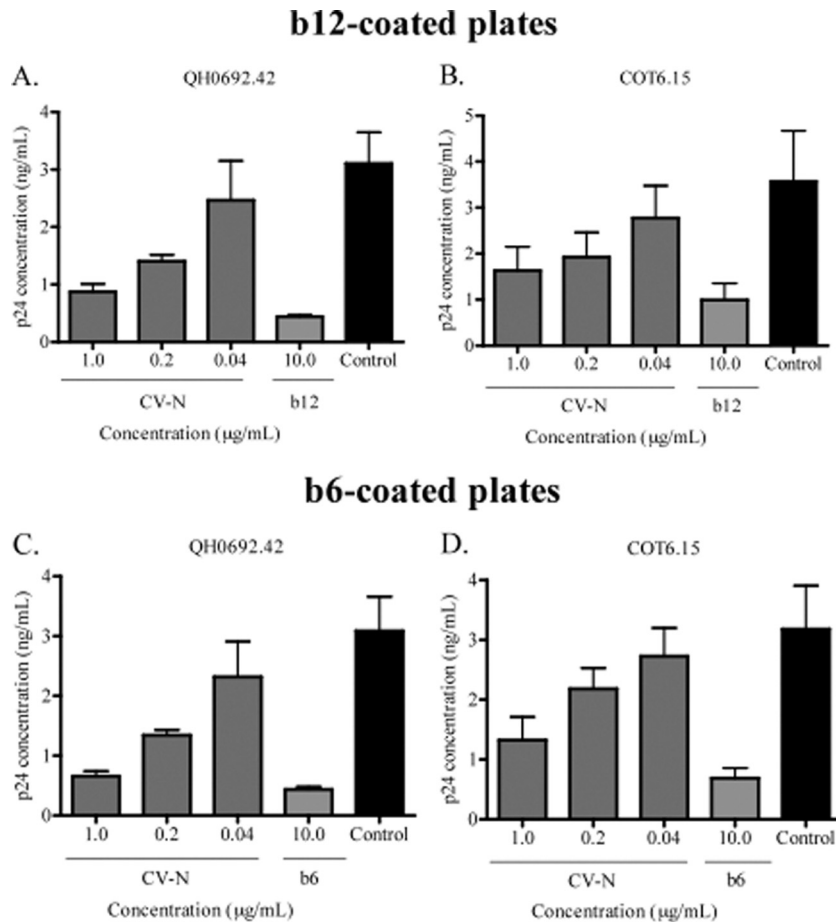 b12-coated plates
A.
QH0692.42
p24 concentration (ng/mL)
4
3
2
1
0
1.0 0.2 0.04 10.0 Control
CV-N b12
Concentration (μg/mL)
B.
COT6.15
p24 concentration (ng/mL)
5
4
3
2
1
0
1.0 0.2 0.04 10.0 Control
CV-N b12
Concentration (μg/mL)
b6-coated plates
C.
QH0692.42
p24 concentration (ng/mL)
4
3
2
1
0
1.0 0.2 0.04 10.0 Control
CV-N b6
Concentration (μg/mL)
D.
COT6.15
p24 concentration (ng/mL)
4
3
2
1
0
1.0 0.2 0.04 10.0 Control
CV-N b6
Concentration (μg/mL)